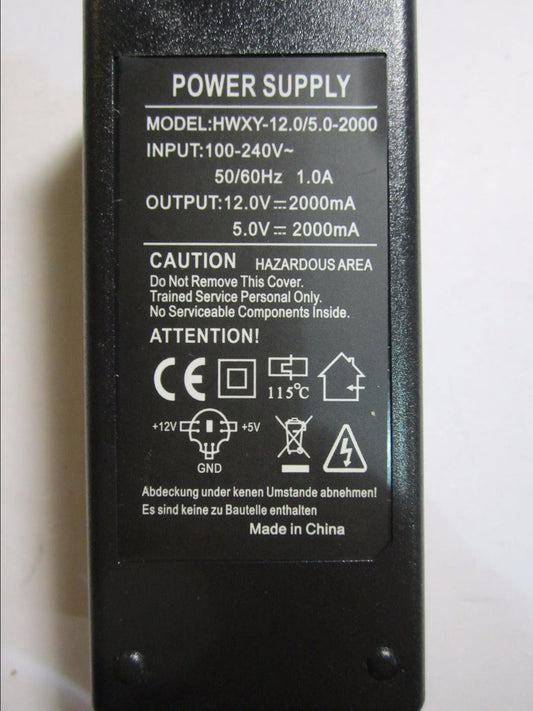 POWER SUPPLY
MODEL:HWXY-12.0/5.0-2000
INPUT:100-240V~
50/60Hz 1.0A
OUTPUT:12.0V⎓2000mA
5.0V⎓2000mA
CAUTION HAZARDOUS AREA
Do Not Remove This Cover.
Trained Service Personal Only.
No Serviceable Components Inside.
ATTENTION!
CE
115℃
+12V +5V
GND
Abdeckung under kenen Umstande abnehmen!
Es sind keine zu Bauteile enthalten
Made in China